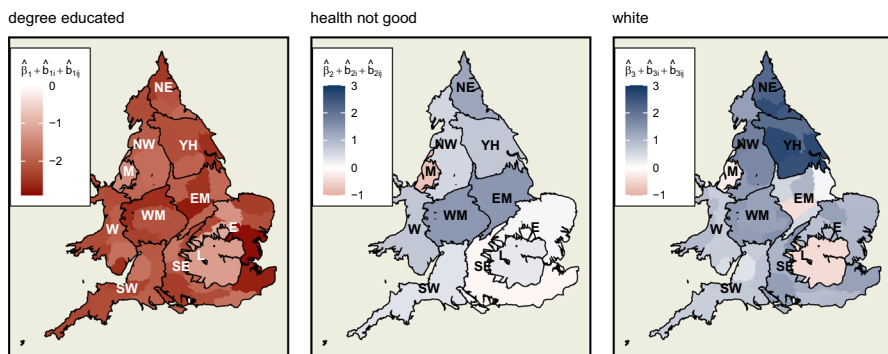 degree educated
β̂₁ + b̂₁ᵢ + b̂₁ᵢⱼ
0
−1
−2
NE
NW
YH
M
EM
WM
W
E
L
SE
SW
health not good
β̂₂ + b̂₂ᵢ + b̂₂ᵢⱼ
3
2
1
0
−1
NE
NW
YH
M
EM
WM
W
E
L
SE
SW
white
β̂₃ + b̂₃ᵢ + b̂₃ᵢⱼ
3
2
1
0
−1
NE
NW
YH
M
EM
WM
W
E
L
SE
SW